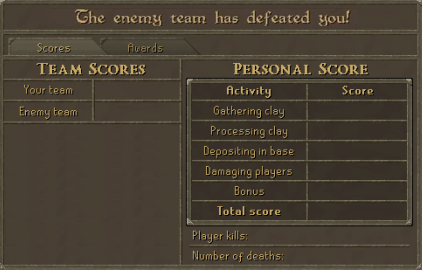 The enemy team has defeated you!
Scores Awards
Team Scores
Your team
Enemy team
Personal Score
Activity Score
Gathering clay
Processing clay
Depositing in base
Damaging players
Bonus
Total score
Player kills:
Number of deaths: